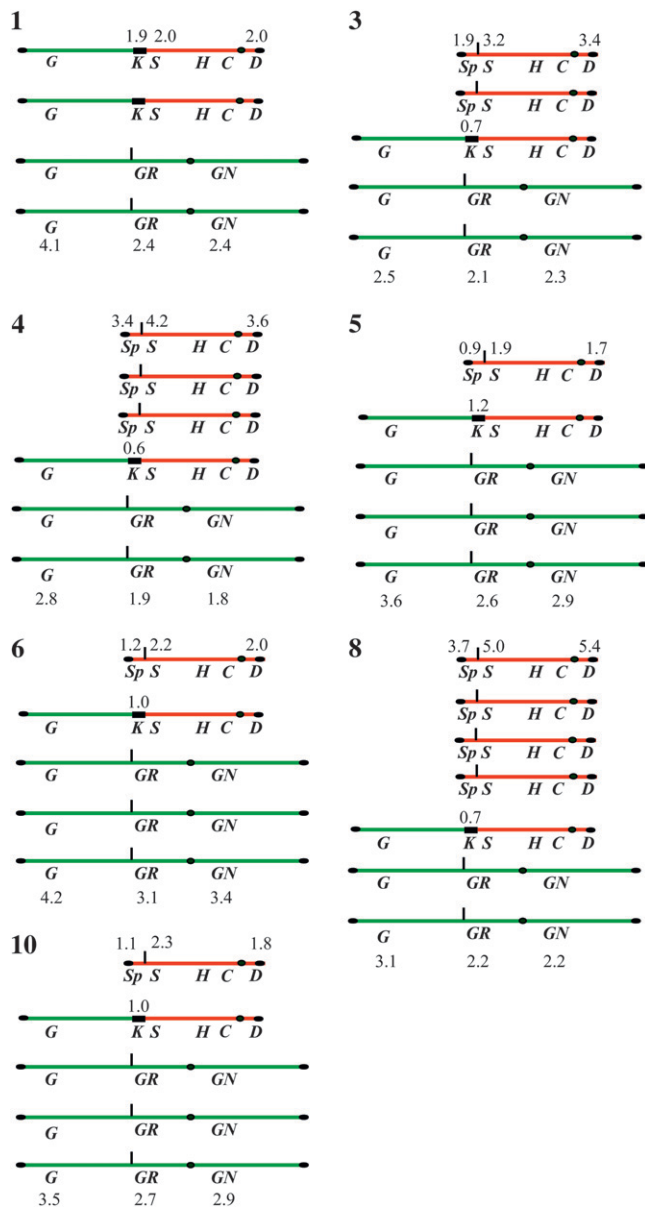 1
1.9 2.0 2.0
G K S H C D
G K S H C D
G GR GN
G GR GN
4.1 2.4 2.4
3
1.9 3.2 3.4
Sp S H C D
Sp S H C D
0.7
G K S H C D
G GR GN
G GR GN
2.5 2.1 2.3
4
3.4 4.2 3.6
Sp S H C D
Sp S H C D
Sp S H C D
0.6
G K S H C D
G GR GN
G GR GN
2.8 1.9 1.8
5
0.9 1.9 1.7
Sp S H C D
1.2
G K S H C D
G GR GN
G GR GN
G GR GN
3.6 2.6 2.9
6
1.2 2.2 2.0
Sp S H C D
1.0
G K S H C D
G GR GN
G GR GN
G GR GN
4.2 3.1 3.4
8
3.7 5.0 5.4
Sp S H C D
Sp S H C D
Sp S H C D
Sp S H C D
0.7
G K S H C D
G GR GN
G GR GN
3.1 2.2 2.2
10
1.1 2.3 1.8
Sp S H C D
1.0
G K S H C D
G GR GN
G GR GN
G GR GN
3.5 2.7 2.9